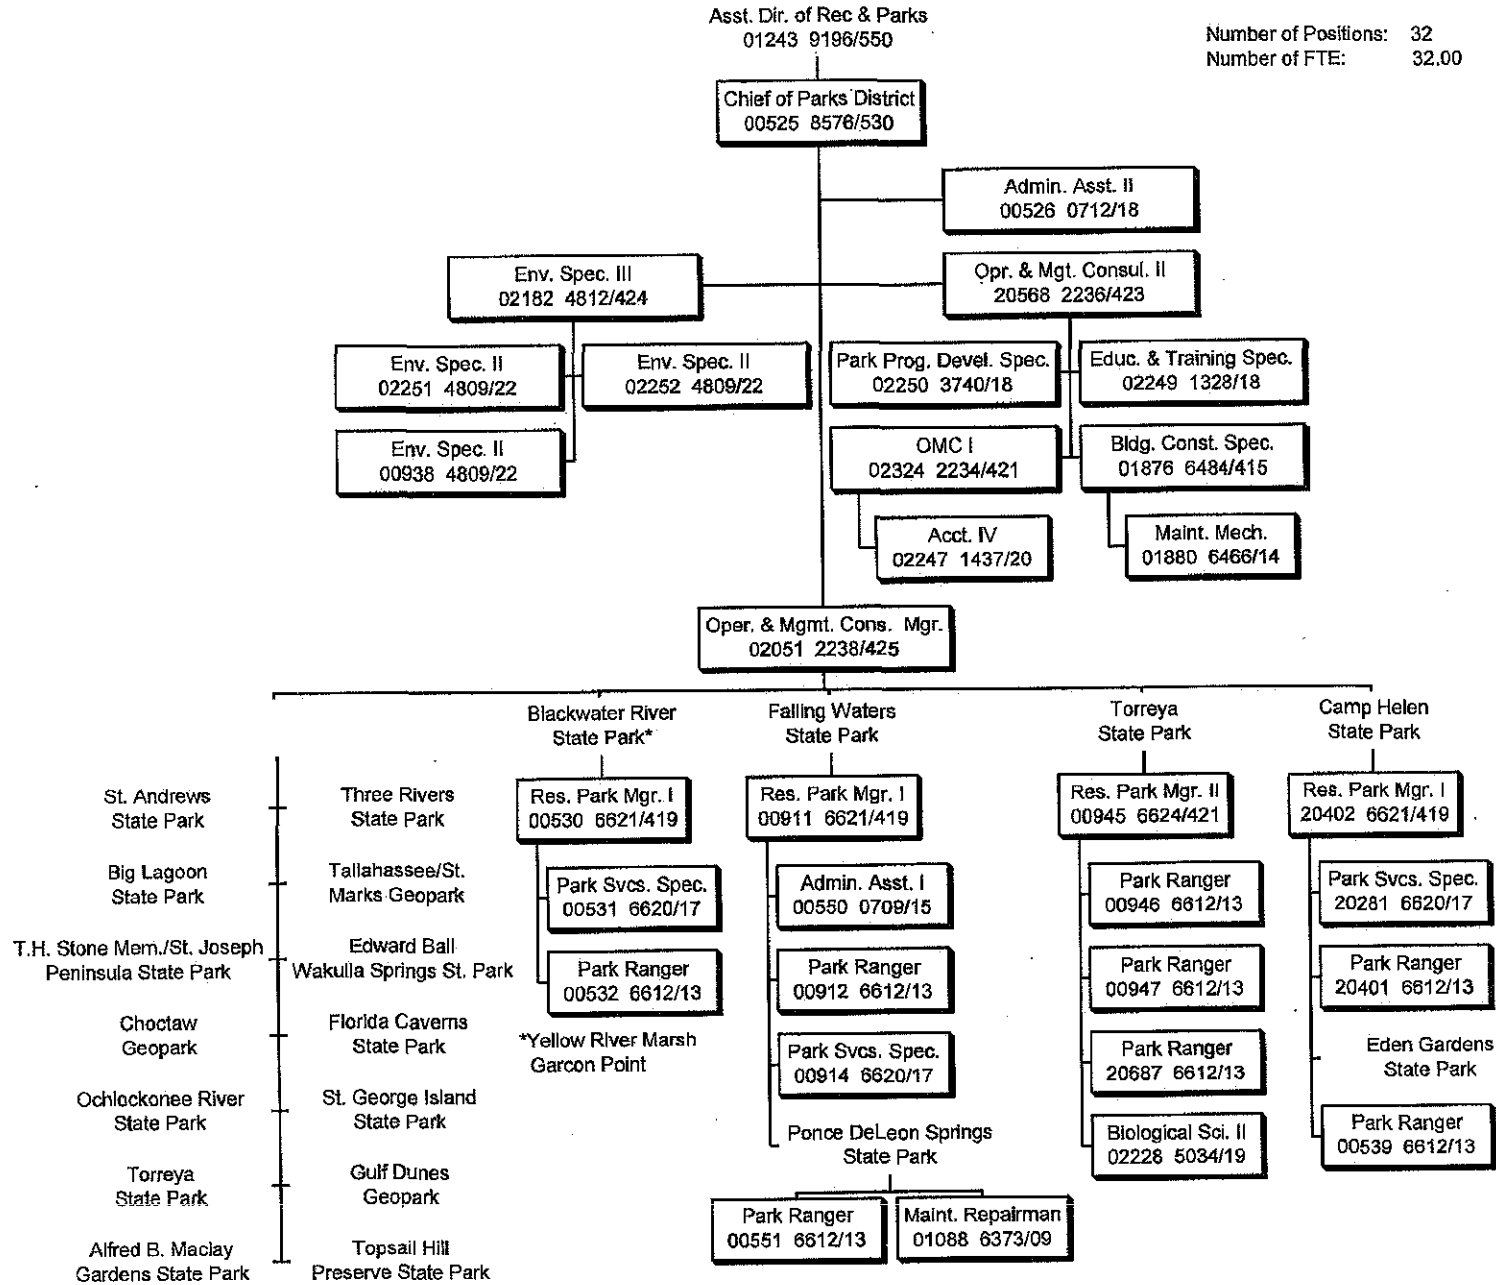 Asst. Dir. of Rec & Parks
01243 9196/550
Number of Positions: 32
Number of FTE: 32.00
Chief of Parks District
00525 8576/530
Admin. Asst. II
00526 0712/18
Env. Spec. III
02182 4812/424
Opr. & Mgt. Consul. II
20568 2236/423
Env. Spec. II
02251 4809/22
Env. Spec. II
02252 4809/22
Park Prog. Devel. Spec.
02250 3740/18
Educ. & Training Spec.
02249 1328/18
Env. Spec. II
00938 4809/22
OMC I
02324 2234/421
Bldg. Const. Spec.
01876 6484/415
Acct. IV
02247 1437/20
Maint. Mech.
01880 6466/14
Oper. & Mgmt. Cons. Mgr.
02051 2238/425
Blackwater River
State Park*
Falling Waters
State Park
Torreya
State Park
Camp Helen
State Park
St. Andrews
State Park
Three Rivers
State Park
Big Lagoon
State Park
Tallahassee/St.
Marks Geopark
T.H. Stone Mem./St. Joseph
Peninsula State Park
Edward Ball
Wakulla Springs St. Park
Choctaw
Geopark
Florida Caverns
State Park
Ochlockonee River
State Park
St. George Island
State Park
Torreya
State Park
Gulf Dunes
Geopark
Alfred B. Maclay
Gardens State Park
Topsail Hill
Preserve State Park
Res. Park Mgr. I
00530 6621/419
Park Svcs. Spec.
00531 6620/17
Park Ranger
00532 6612/13
*Yellow River Marsh
Garcon Point
Res. Park Mgr. I
00911 6621/419
Admin. Asst. I
00550 0709/15
Park Ranger
00912 6612/13
Park Svcs. Spec.
00914 6620/17
Ponce DeLeon Springs
State Park
Park Ranger
00551 6612/13
Maint. Repairman
01088 6373/09
Res. Park Mgr. II
00945 6624/421
Park Ranger
00946 6612/13
Park Ranger
00947 6612/13
Park Ranger
20687 6612/13
Biological Sci. II
02228 5034/19
Res. Park Mgr. I
20402 6621/419
Park Svcs. Spec.
20281 6620/17
Park Ranger
20401 6612/13
Eden Gardens
State Park
Park Ranger
00539 6612/13